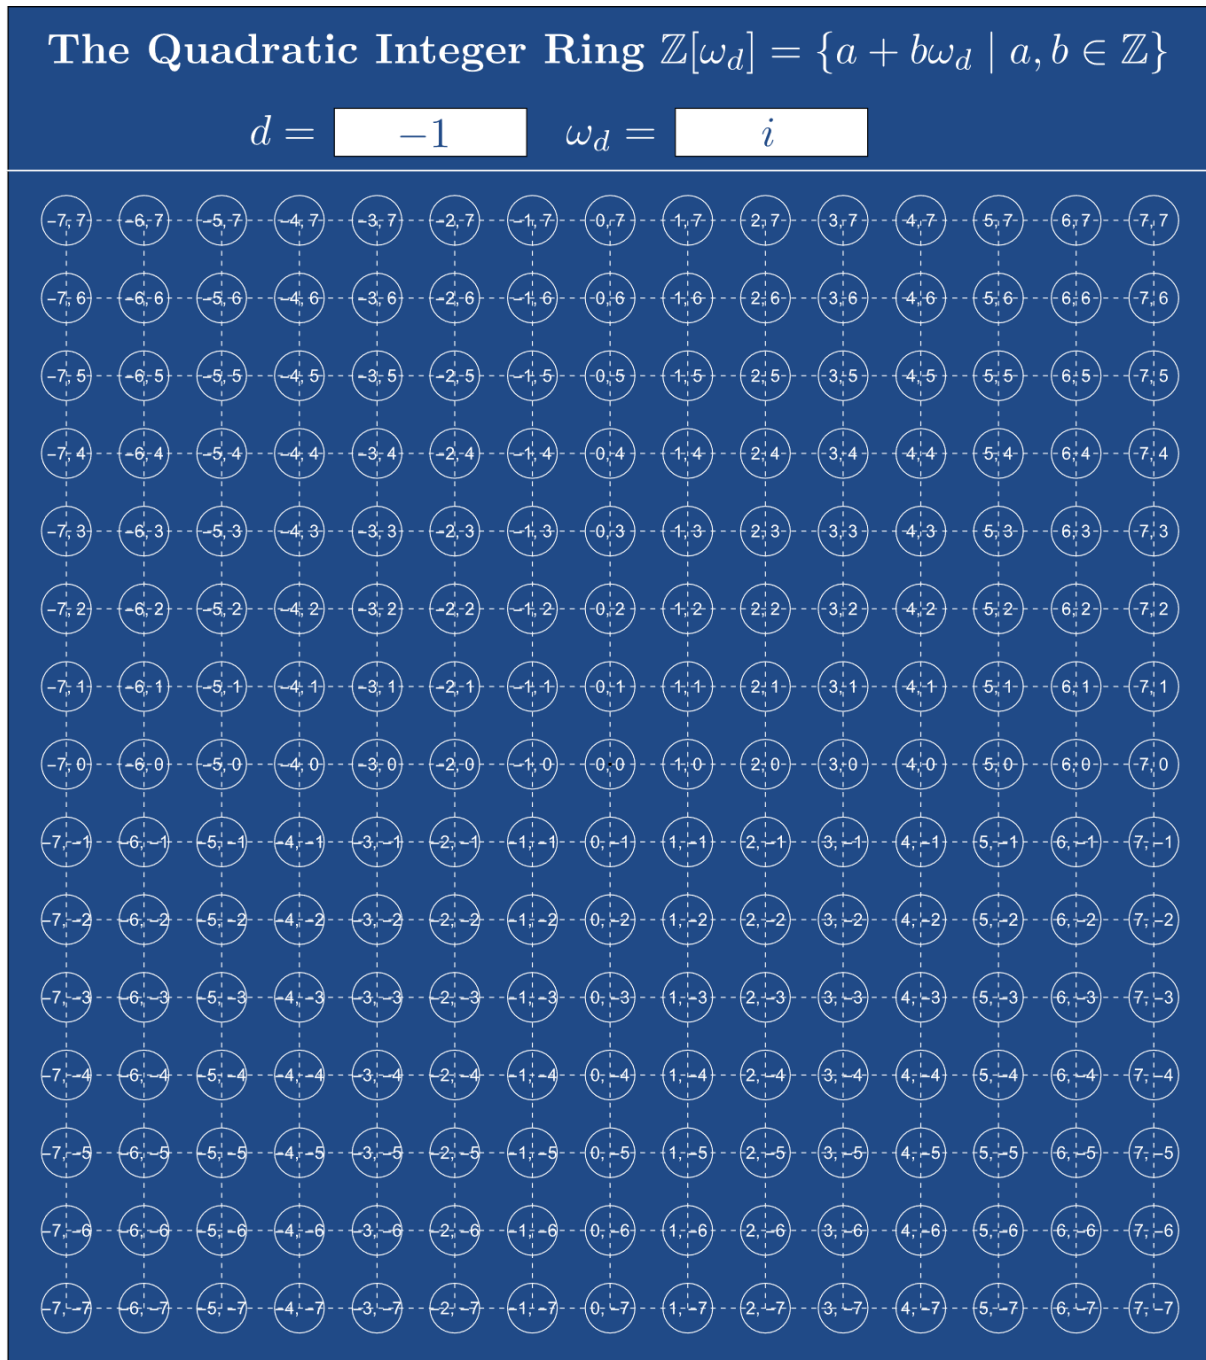 The Quadratic Integer Ring ℤ[ω_d] = {a + bω_d | a, b ∈ ℤ}
d = −1 ω_d = i
−7, 7 −6, 7 −5, 7 −4, 7 −3, 7 −2, 7 −1, 7 0, 7 1, 7 2, 7 3, 7 4, 7 5, 7 6, 7 7, 7
−7, 6 −6, 6 −5, 6 −4, 6 −3, 6 −2, 6 −1, 6 0, 6 1, 6 2, 6 3, 6 4, 6 5, 6 6, 6 7, 6
−7, 5 −6, 5 −5, 5 −4, 5 −3, 5 −2, 5 −1, 5 0, 5 1, 5 2, 5 3, 5 4, 5 5, 5 6, 5 7, 5
−7, 4 −6, 4 −5, 4 −4, 4 −3, 4 −2, 4 −1, 4 0, 4 1, 4 2, 4 3, 4 4, 4 5, 4 6, 4 7, 4
−7, 3 −6, 3 −5, 3 −4, 3 −3, 3 −2, 3 −1, 3 0, 3 1, 3 2, 3 3, 3 4, 3 5, 3 6, 3 7, 3
−7, 2 −6, 2 −5, 2 −4, 2 −3, 2 −2, 2 −1, 2 0, 2 1, 2 2, 2 3, 2 4, 2 5, 2 6, 2 7, 2
−7, 1 −6, 1 −5, 1 −4, 1 −3, 1 −2, 1 −1, 1 0, 1 1, 1 2, 1 3, 1 4, 1 5, 1 6, 1 7, 1
−7, 0 −6, 0 −5, 0 −4, 0 −3, 0 −2, 0 −1, 0 0, 0 1, 0 2, 0 3, 0 4, 0 5, 0 6, 0 7, 0
−7, −1 −6, −1 −5, −1 −4, −1 −3, −1 −2, −1 −1, −1 0, −1 1, −1 2, −1 3, −1 4, −1 5, −1 6, −1 7, −1
−7, −2 −6, −2 −5, −2 −4, −2 −3, −2 −2, −2 −1, −2 0, −2 1, −2 2, −2 3, −2 4, −2 5, −2 6, −2 7, −2
−7, −3 −6, −3 −5, −3 −4, −3 −3, −3 −2, −3 −1, −3 0, −3 1, −3 2, −3 3, −3 4, −3 5, −3 6, −3 7, −3
−7, −4 −6, −4 −5, −4 −4, −4 −3, −4 −2, −4 −1, −4 0, −4 1, −4 2, −4 3, −4 4, −4 5, −4 6, −4 7, −4
−7, −5 −6, −5 −5, −5 −4, −5 −3, −5 −2, −5 −1, −5 0, −5 1, −5 2, −5 3, −5 4, −5 5, −5 6, −5 7, −5
−7, −6 −6, −6 −5, −6 −4, −6 −3, −6 −2, −6 −1, −6 0, −6 1, −6 2, −6 3, −6 4, −6 5, −6 6, −6 7, −6
−7, −7 −6, −7 −5, −7 −4, −7 −3, −7 −2, −7 −1, −7 0, −7 1, −7 2, −7 3, −7 4, −7 5, −7 6, −7 7, −7